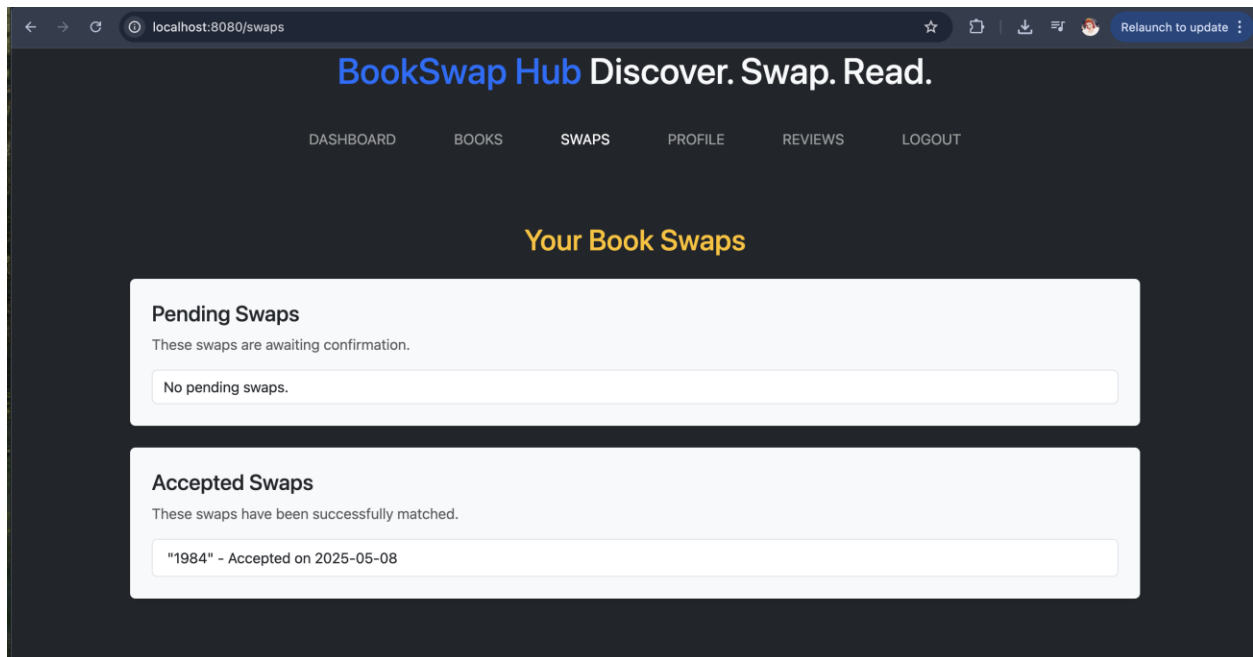 localhost:8080/swaps
Relaunch to update
BookSwap Hub Discover. Swap. Read.
DASHBOARD BOOKS SWAPS PROFILE REVIEWS LOGOUT
Your Book Swaps
Pending Swaps
These swaps are awaiting confirmation.
No pending swaps.
Accepted Swaps
These swaps have been successfully matched.
"1984" - Accepted on 2025-05-08